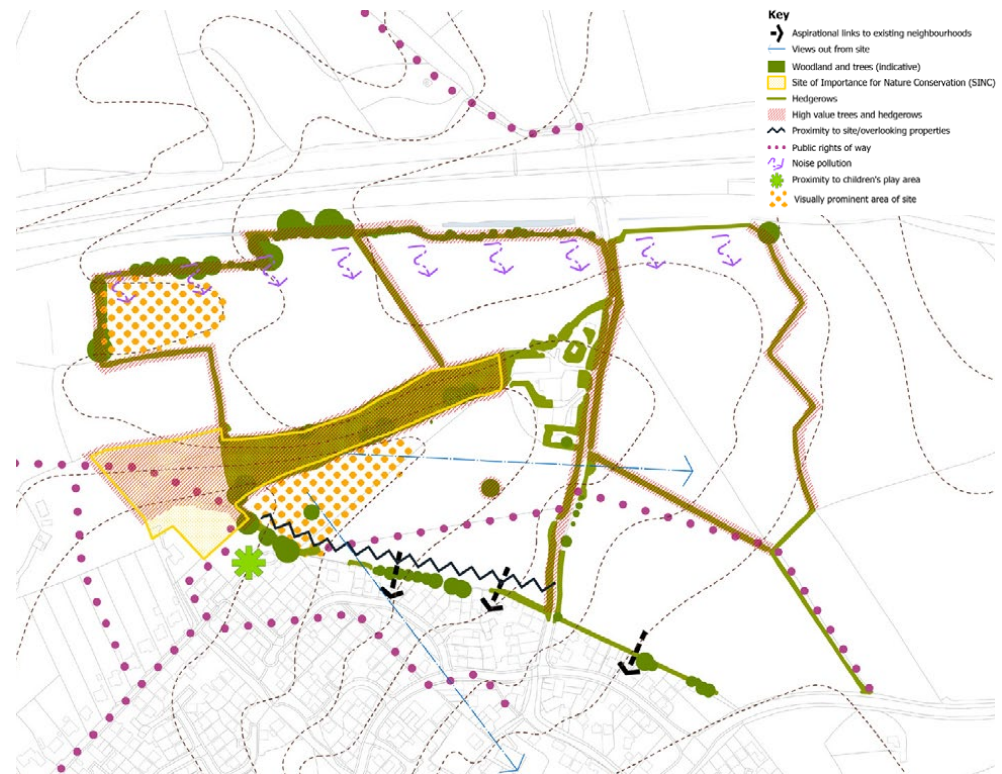 Key
Aspirational links to existing neighbourhoods
Views out from site
Woodland and trees (indicative)
Site of Importance for Nature Conservation (SINC)
Hedgerows
High value trees and hedgerows
Proximity to site/overlooking properties
Public rights of way
Noise pollution
Proximity to children's play area
Visually prominent area of site